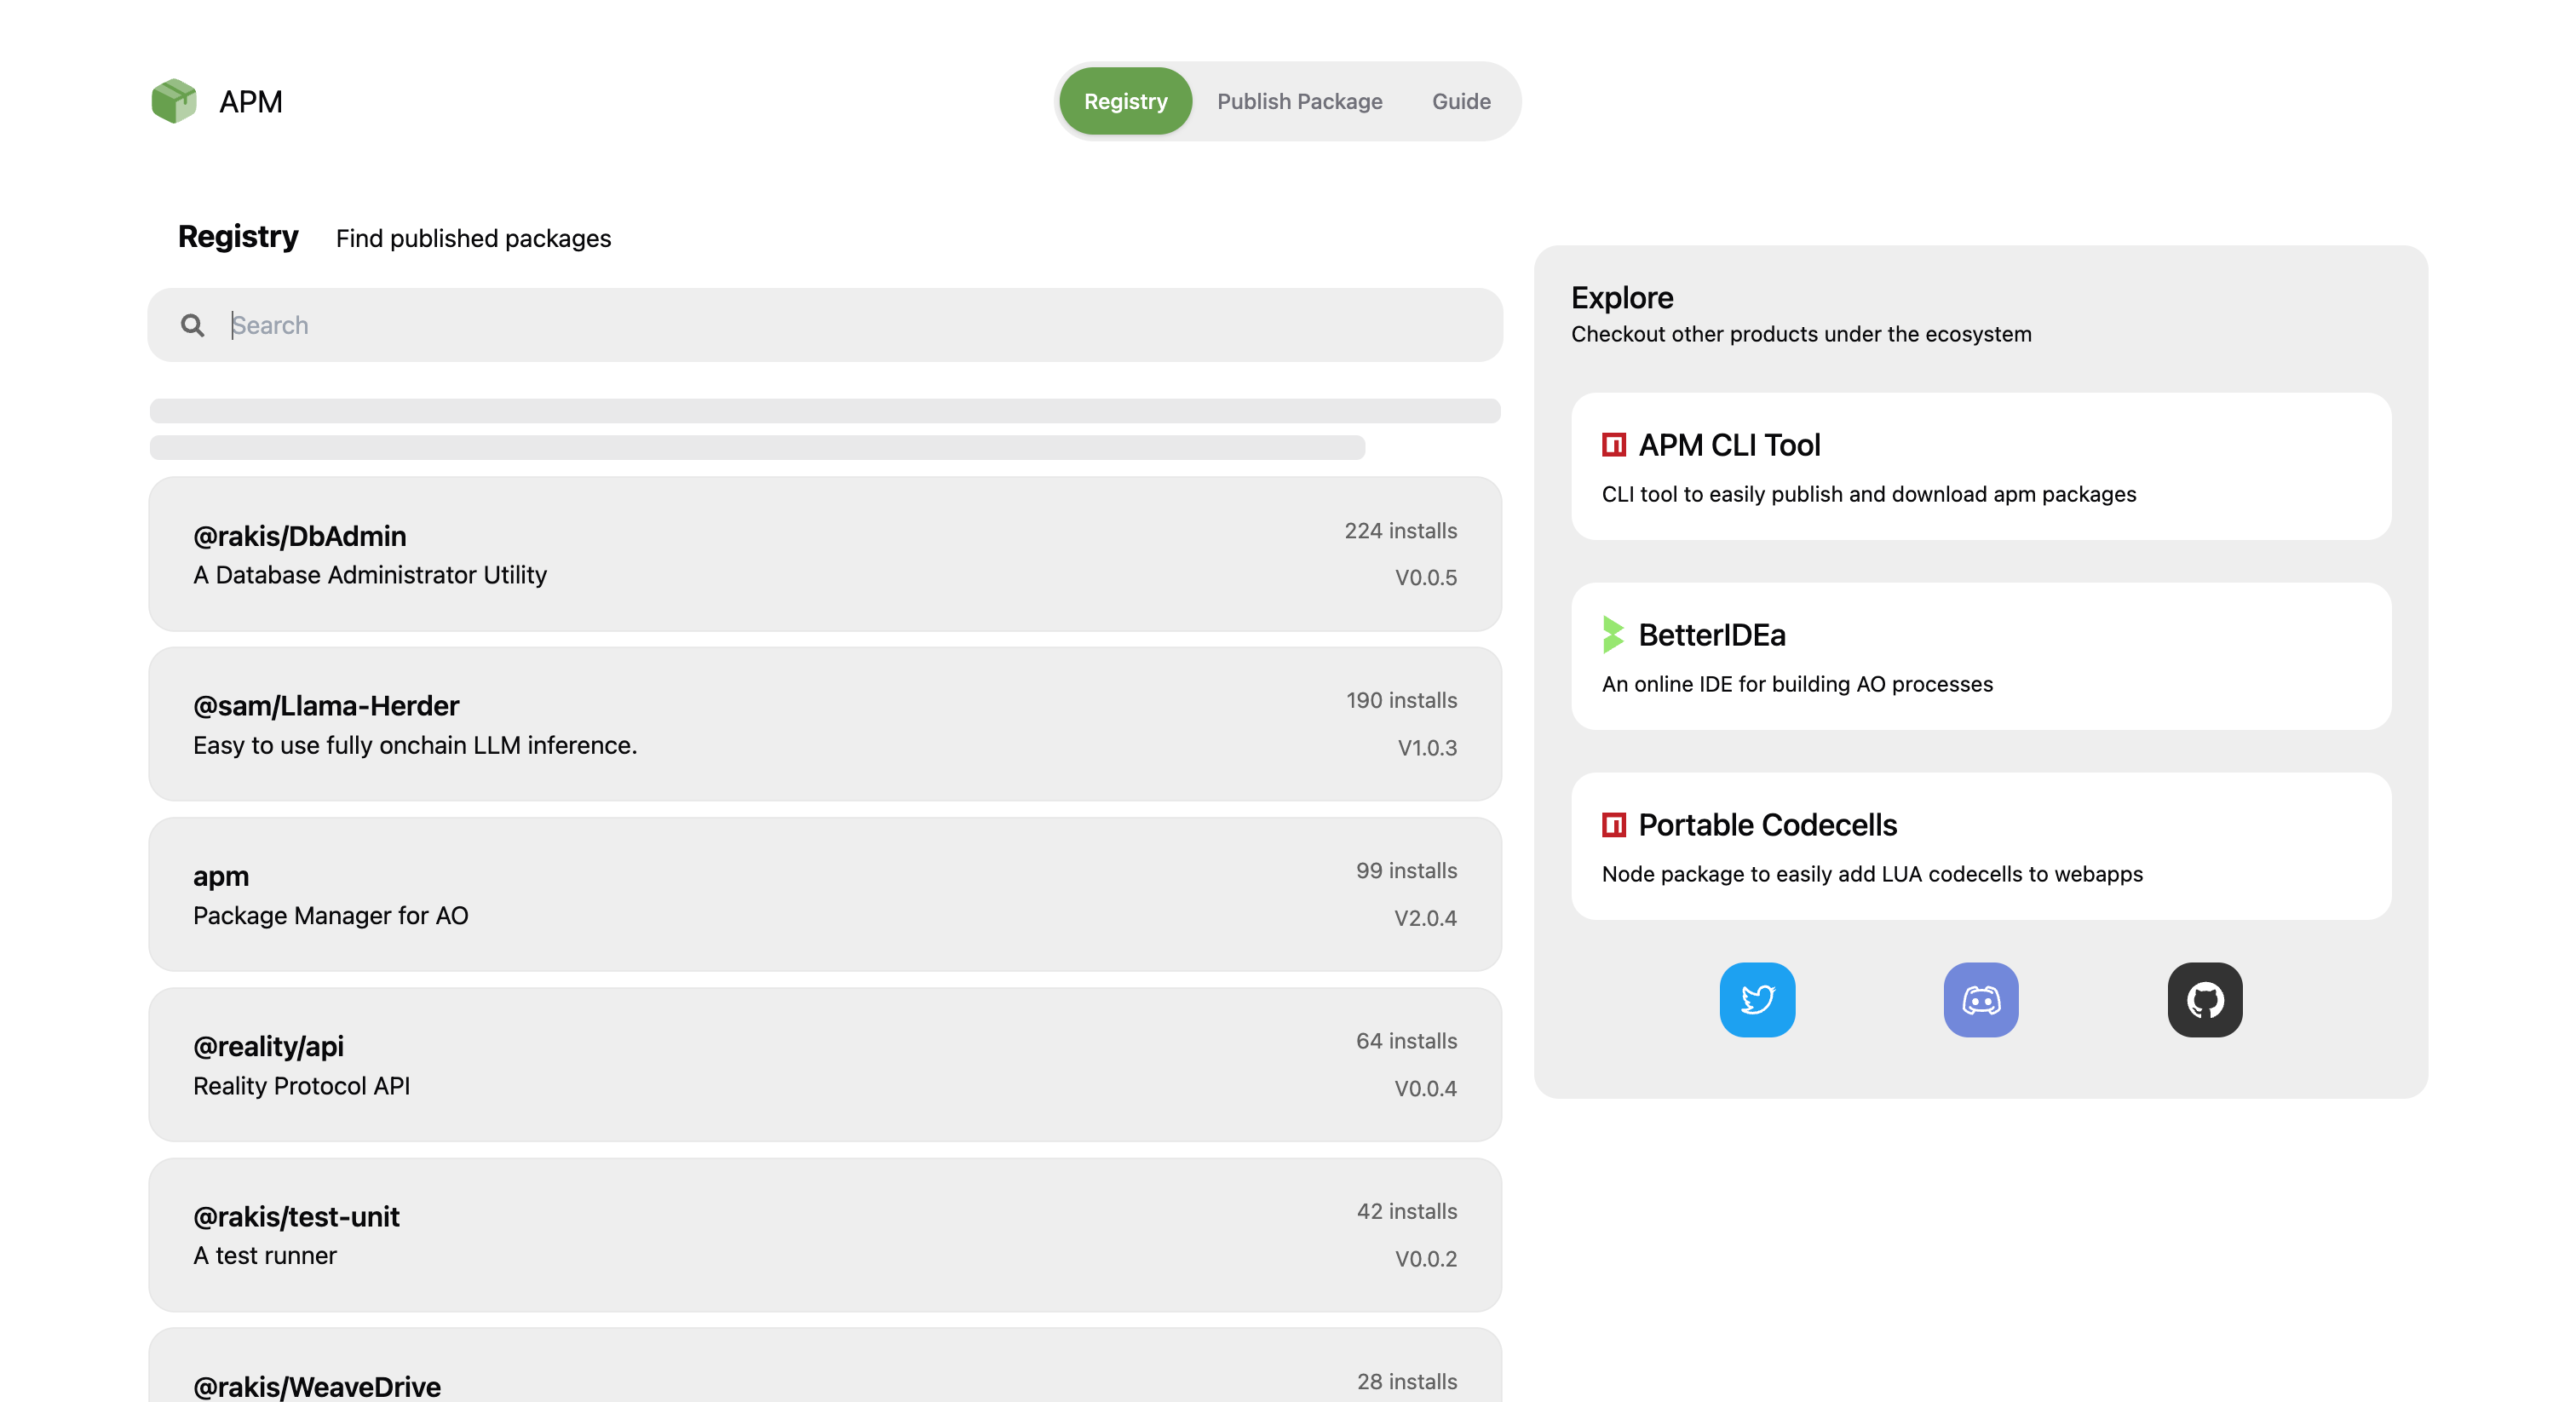 APM
Registry
Publish Package
Guide
Registry
Find published packages
Search
@rakis/DbAdmin
224 installs
A Database Administrator Utility
V0.0.5
@sam/Llama-Herder
190 installs
Easy to use fully onchain LLM inference.
V1.0.3
apm
99 installs
Package Manager for AO
V2.0.4
@reality/api
64 installs
Reality Protocol API
V0.0.4
@rakis/test-unit
42 installs
A test runner
V0.0.2
@rakis/WeaveDrive
28 installs
Explore
Checkout other products under the ecosystem
APM CLI Tool
CLI tool to easily publish and download apm packages
BetterIDEa
An online IDE for building AO processes
Portable Codecells
Node package to easily add LUA codecells to webapps